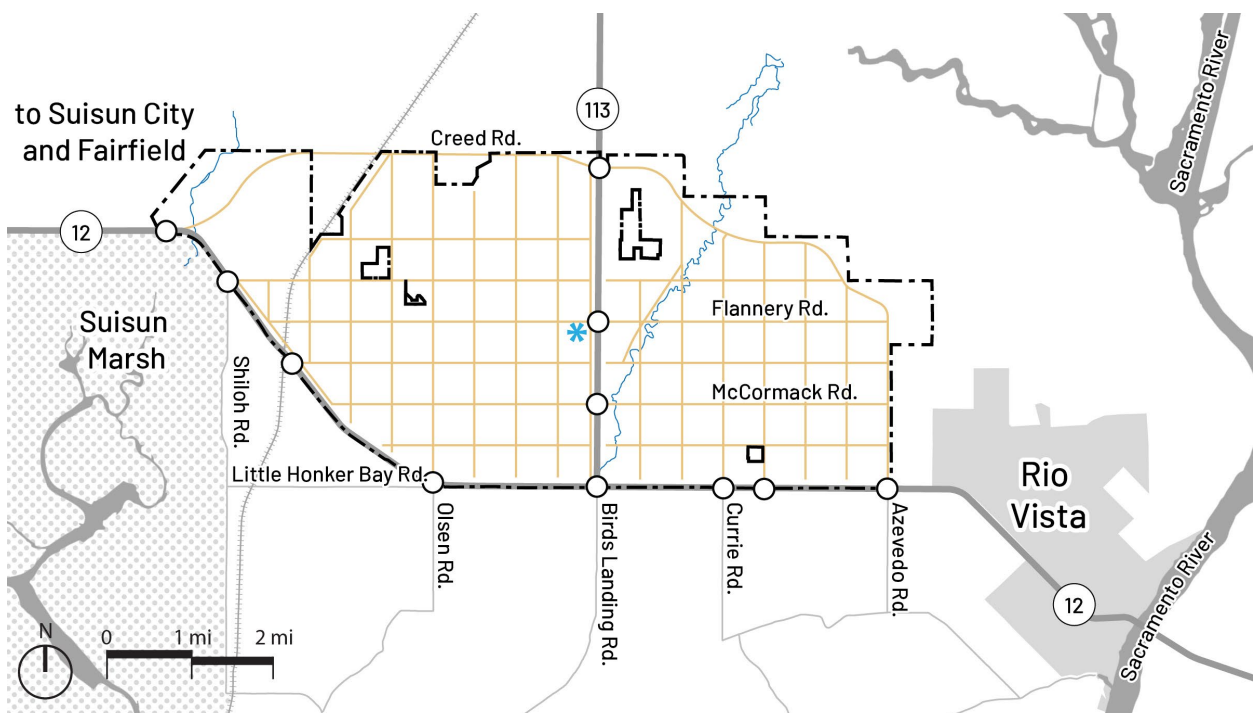 113
Sacramento River
to Suisun City
and Fairfield
Creed Rd.
12
Flannery Rd.
Suisun
Marsh
Shiloh Rd.
McCormack Rd.
Little Honker Bay Rd.
Rio
Vista
Olsen Rd.
Birds Landing Rd.
Currie Rd.
Azevedo Rd.
Sacramento River
12
N
0 1 mi 2 mi